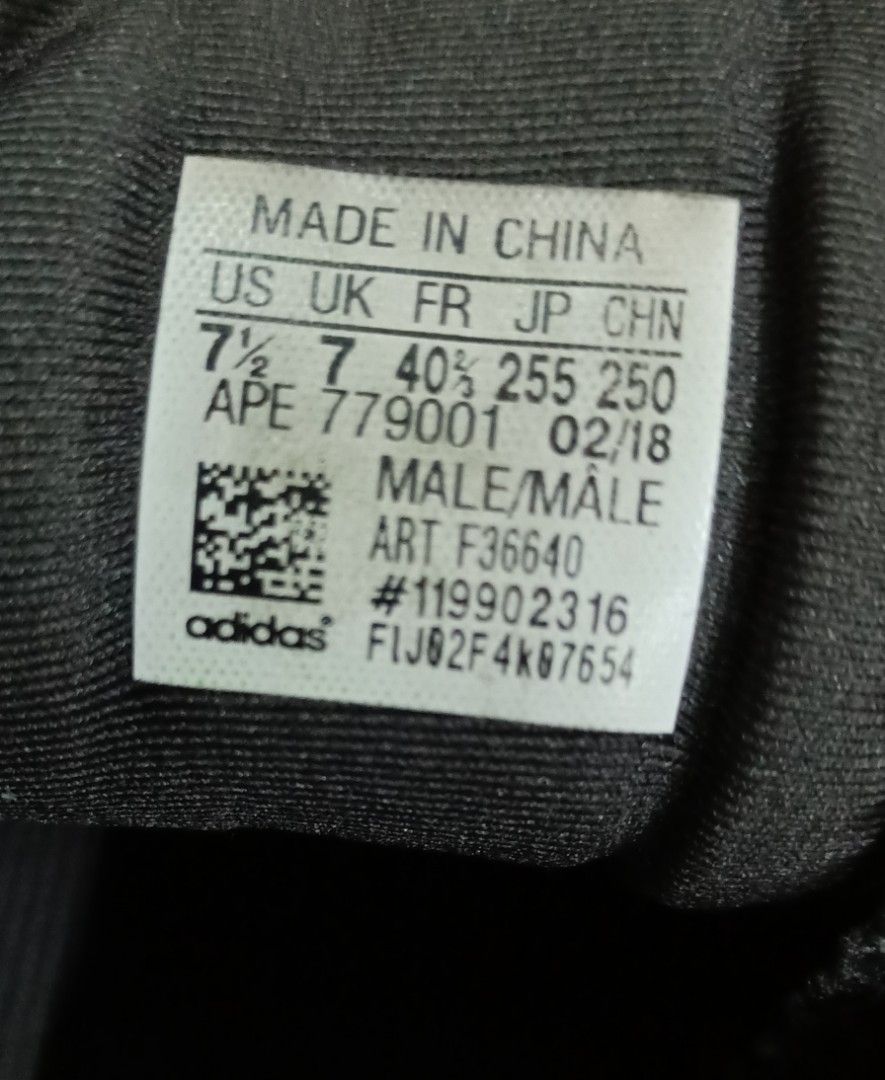 MADE IN CHINA
US UK FR JP CHN
7½ 7 40⅔ 255 250
APE 779001 02/18
MALE/MÂLE
ART F36640
#119902316
FlJ02F4k07654
adidas